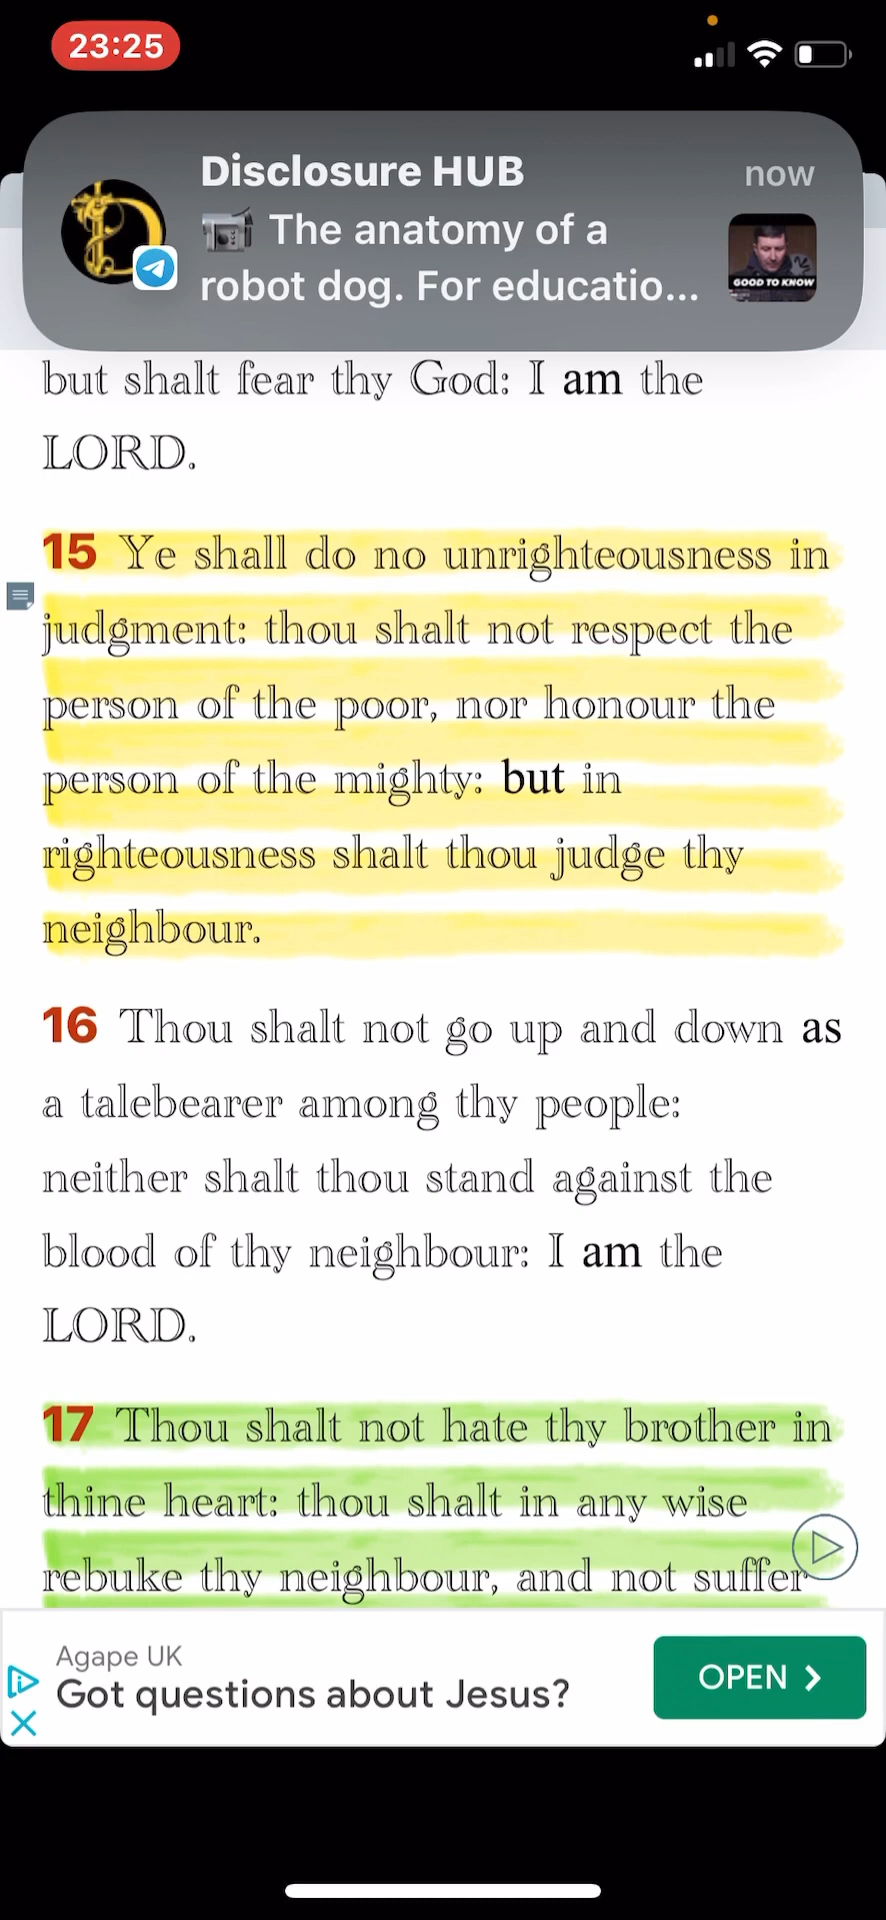 23:25
Disclosure HUB
now
The anatomy of a
robot dog. For educatio...
GOOD TO KNOW
but shalt fear thy God: I am the
LORD.
15 Ye shall do no unrighteousness in
judgment: thou shalt not respect the
person of the poor, nor honour the
person of the mighty: but in
righteousness shalt thou judge thy
neighbour.
16 Thou shalt not go up and down as
a talebearer among thy people:
neither shalt thou stand against the
blood of thy neighbour: I am the
LORD.
17 Thou shalt not hate thy brother in
thine heart: thou shalt in any wise
rebuke thy neighbour, and not suffer
Agape UK
Got questions about Jesus?
OPEN